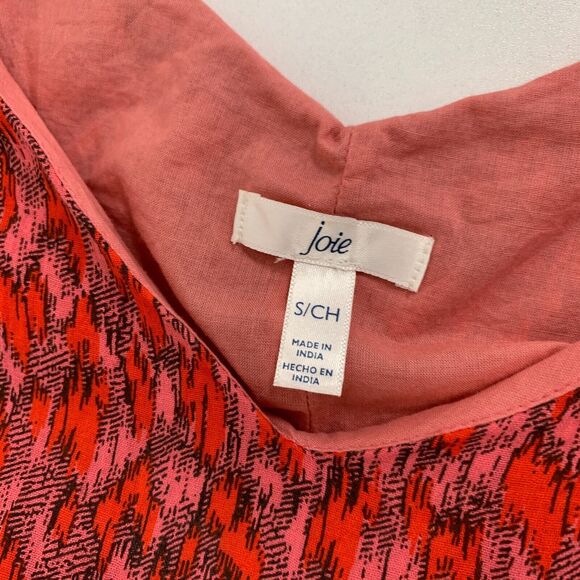 joie
S/CH
MADE IN
INDIA
HECHO EN
INDIA